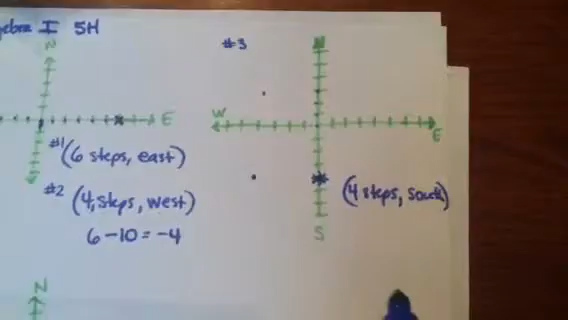 ebra I 5H
#3
N
N
W
E
E
#1 (6 steps, east)
#2 (4, steps, west)
(4 steps, south)
6 - 10 = -4
S
N